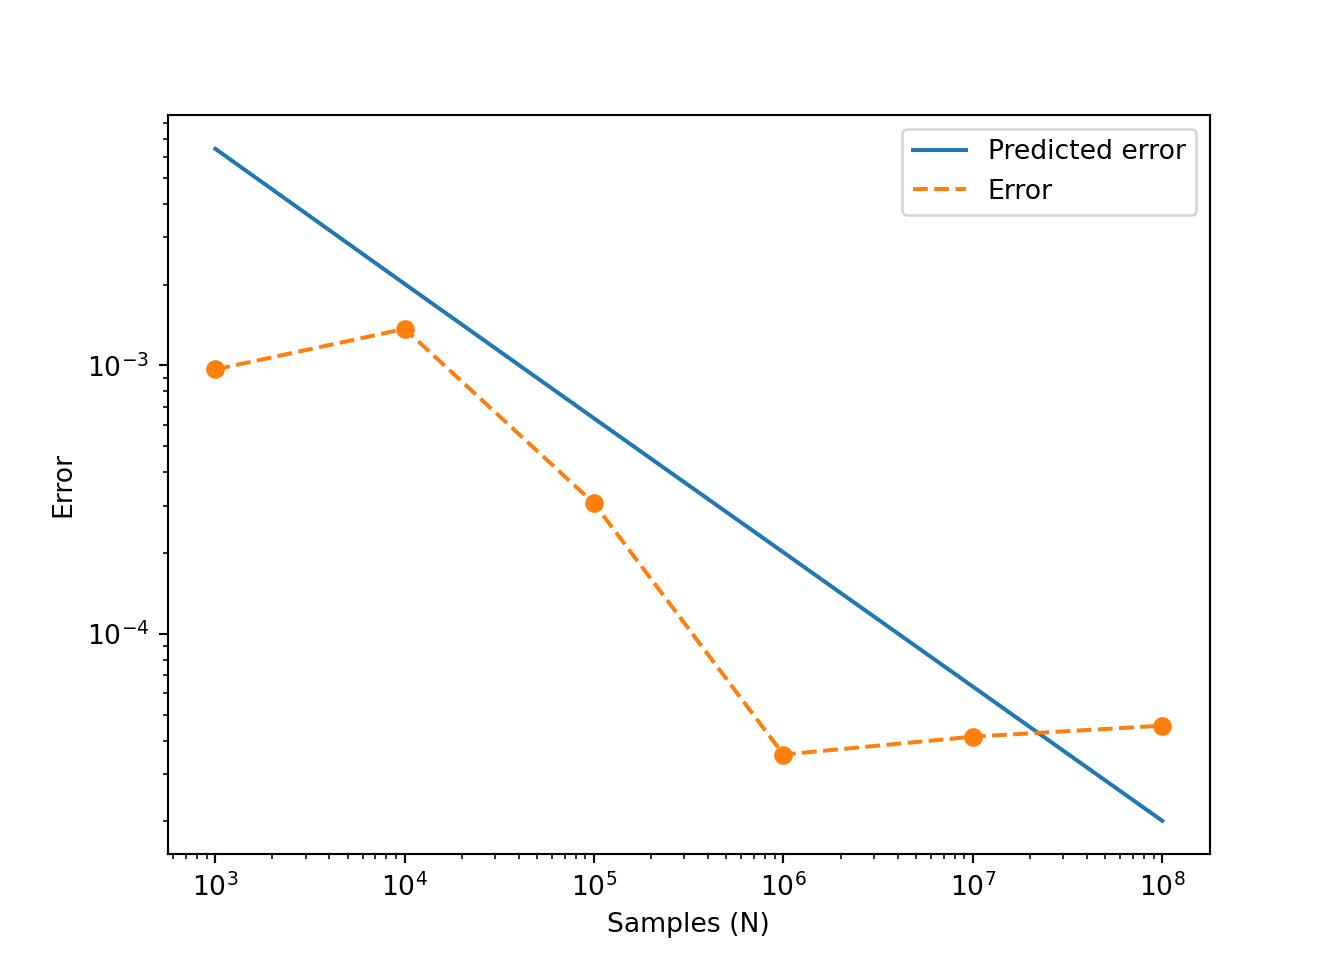 Predicted error
Error
10⁻³
10⁻⁴
Error
10³ 10⁴ 10⁵ 10⁶ 10⁷ 10⁸
Samples (N)